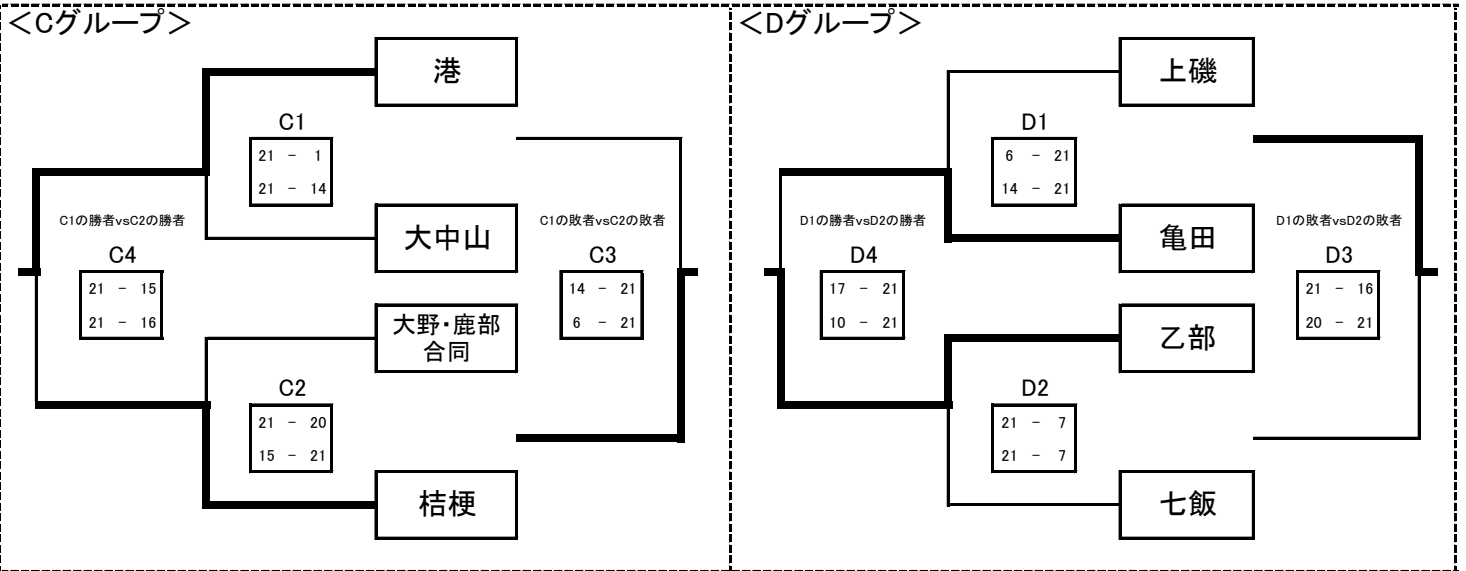 ＜Cグループ＞
港
C1
21 － 1
21 － 14
C1の勝者vsC2の勝者
C4
21 － 15
21 － 16
大中山
C1の敗者vsC2の敗者
C3
14 － 21
6 － 21
大野・鹿部
合同
C2
21 － 20
15 － 21
桔梗
＜Dグループ＞
上磯
D1
6 － 21
14 － 21
D1の勝者vsD2の勝者
D4
17 － 21
10 － 21
亀田
D1の敗者vsD2の敗者
D3
21 － 16
20 － 21
乙部
D2
21 － 7
21 － 7
七飯